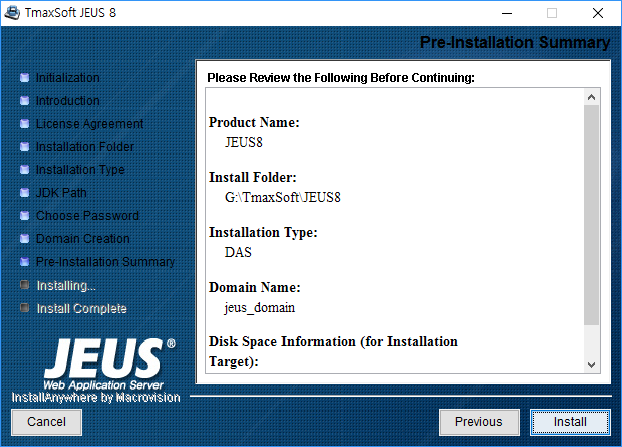 TmaxSoft JEUS 8
Pre-Installation Summary
Initialization
Introduction
License Agreement
Installation Folder
Installation Type
JDK Path
Choose Password
Domain Creation
Pre-Installation Summary
Installing...
Install Complete
Please Review the Following Before Continuing:
Product Name:
JEUS8
Install Folder:
G:\TmaxSoft\JEUS8
Installation Type:
DAS
Domain Name:
jeus_domain
Disk Space Information (for Installation
Target):
JEUS®
Web Application Server
InstallAnywhere by Macrovision
Cancel
Previous
Install